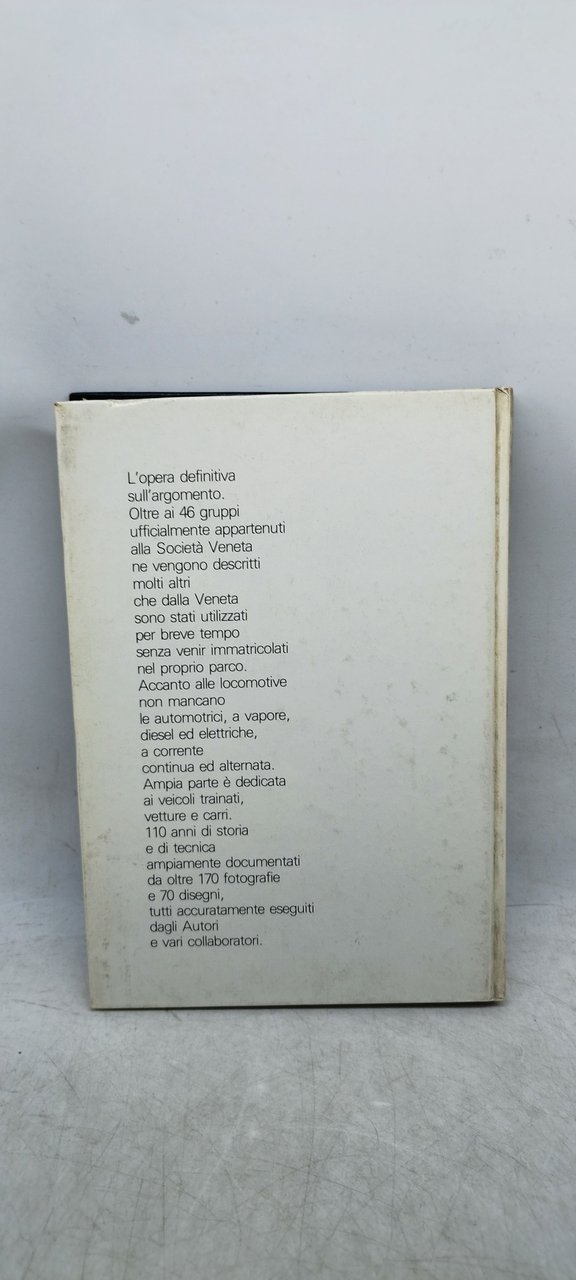 L'opera definitiva
sull'argomento.
Oltre ai 46 gruppi
ufficialmente appartenuti
alla Società Veneta
ne vengono descritti
molti altri
che dalla Veneta
sono stati utilizzati
per breve tempo
senza venir immatricolati
nel proprio parco.
Accanto alle locomotive
non mancano
le automotrici, a vapore,
diesel ed elettriche,
a corrente
continua ed alternata.
Ampia parte è dedicata
ai veicoli trainati,
vetture e carri.
110 anni di storia
e di tecnica
ampiamente documentati
da oltre 170 fotografie
e 70 disegni,
tutti accuratamente eseguiti
dagli Autori
e vari collaboratori.